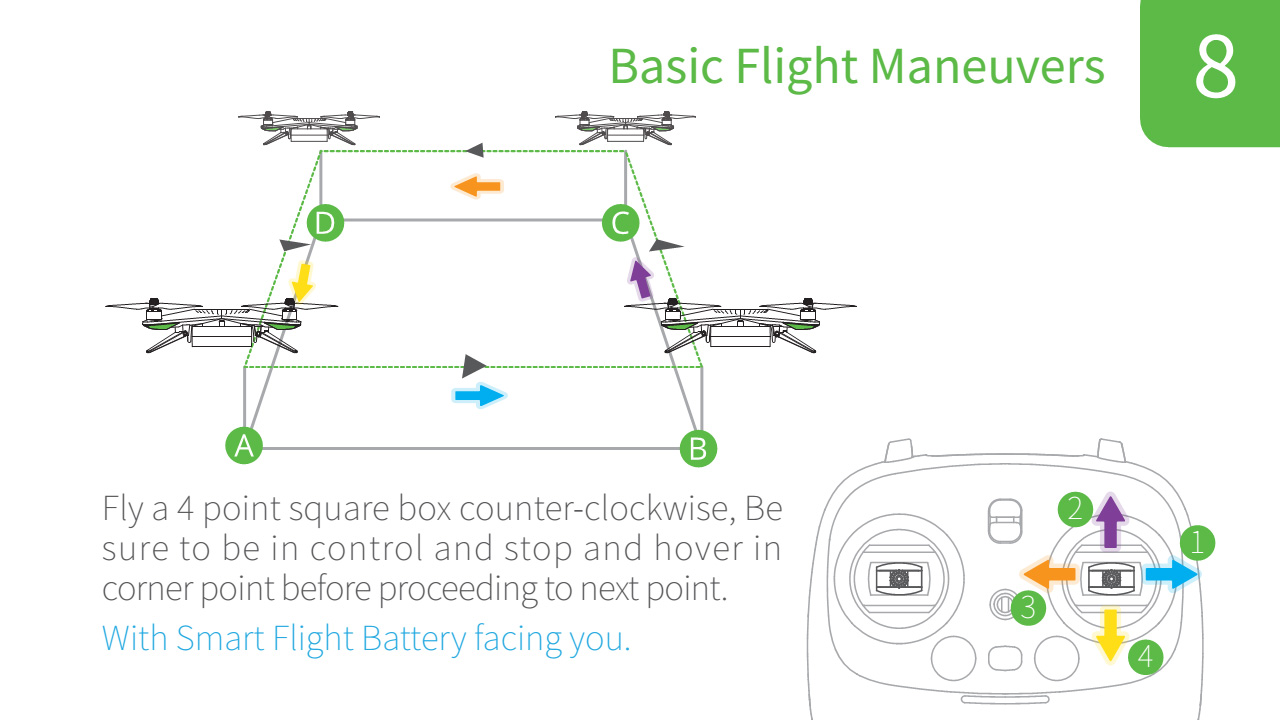 Basic Flight Maneuvers
8
D
C
A
B
Fly a 4 point square box counter-clockwise, Be
sure to be in control and stop and hover in
corner point before proceeding to next point.
With Smart Flight Battery facing you.
2
1
3
4